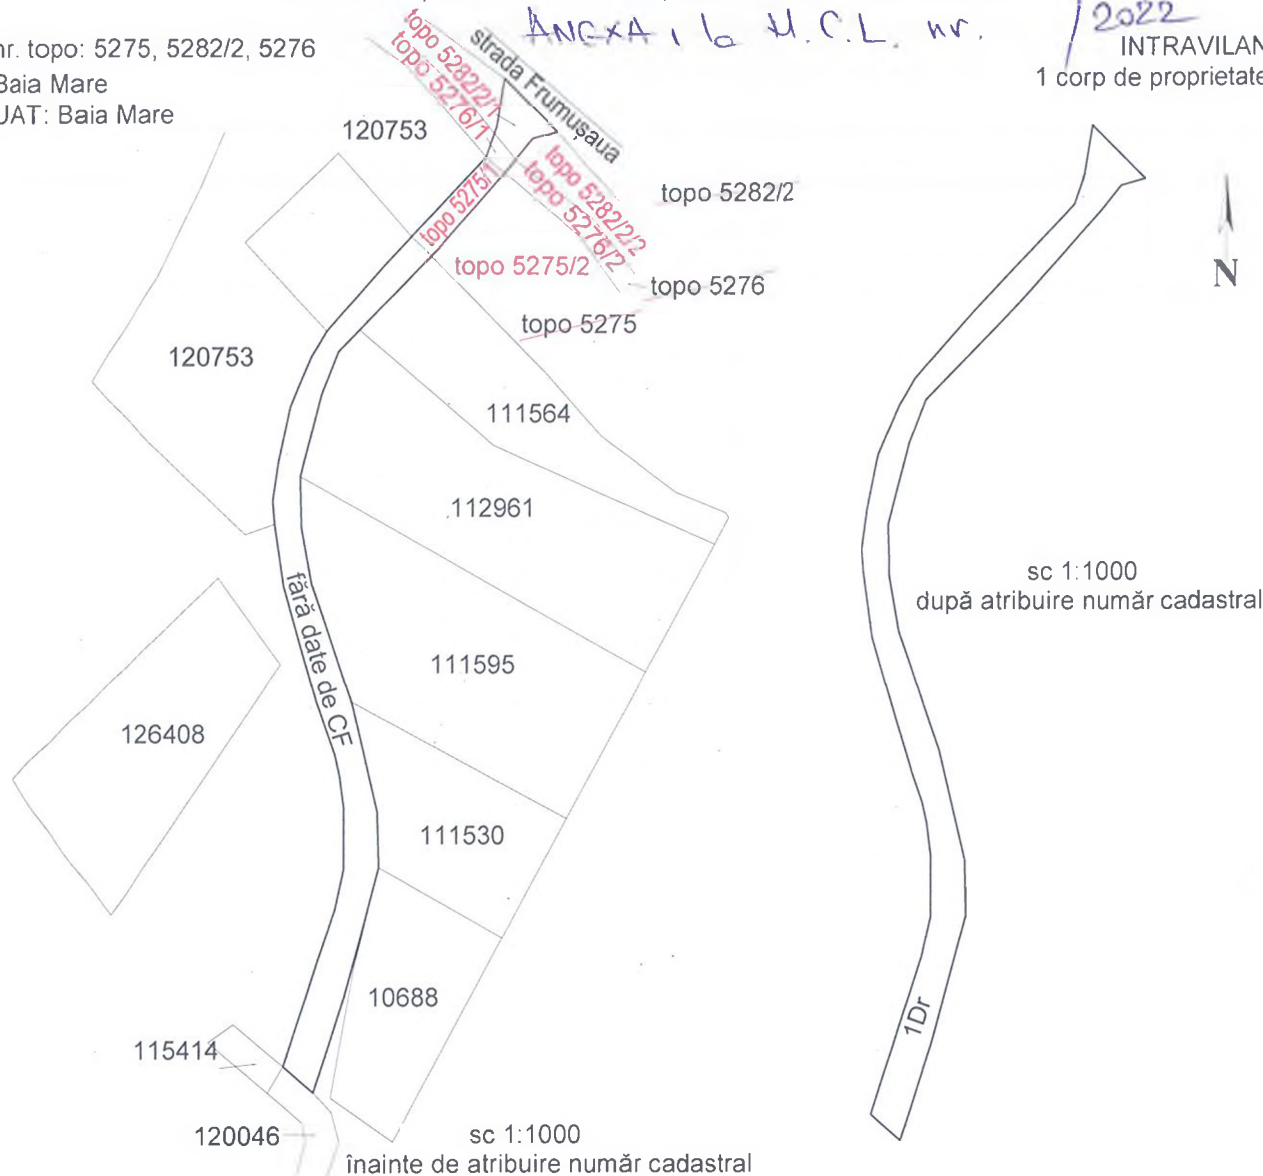 ANEXA 1 la H.C.L. nr. /2022
nr. topo: 5275, 5282/2, 5276
Baia Mare
UAT: Baia Mare
INTRAVILAN
1 corp de proprietate
strada Frumușaua
topo 5282/2/1
topo 5276/1
120753
topo 5275/1
topo 5282/2/2
topo 5276/2
topo 5282/2
topo 5275/2
topo 5276
topo 5275
N
120753
111564
112961
fără date de CF
sc 1:1000
după atribuire număr cadastral
111595
126408
111530
10688
1Dr
115414
120046
sc 1:1000
înainte de atribuire număr cadastral